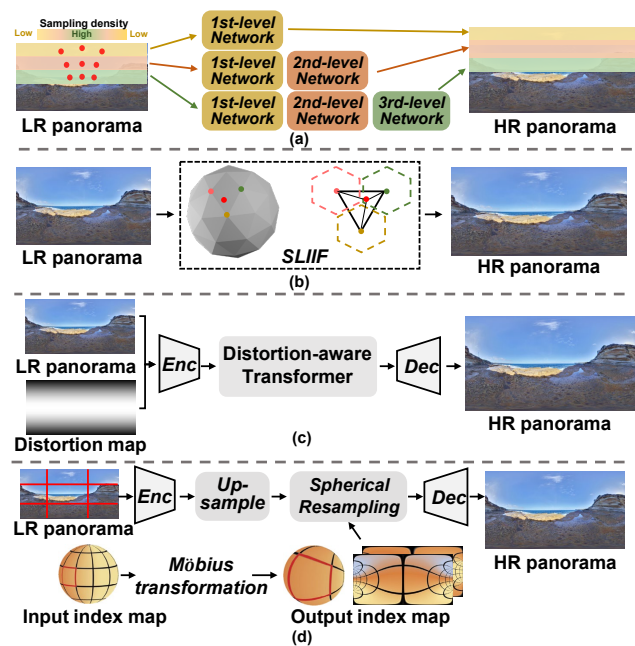 Sampling density
Low High Low
LR panorama
1st-level
Network
1st-level
Network
2nd-level
Network
1st-level
Network
2nd-level
Network
3rd-level
Network
HR panorama
(a)
LR panorama
SLIIF
HR panorama
(b)
LR panorama
Distortion map
Enc
Distortion-aware
Transformer
Dec
HR panorama
(c)
LR panorama
Enc
Up-
sample
Spherical
Resampling
Dec
HR panorama
Input index map
Möbius
transformation
Output index map
(d)